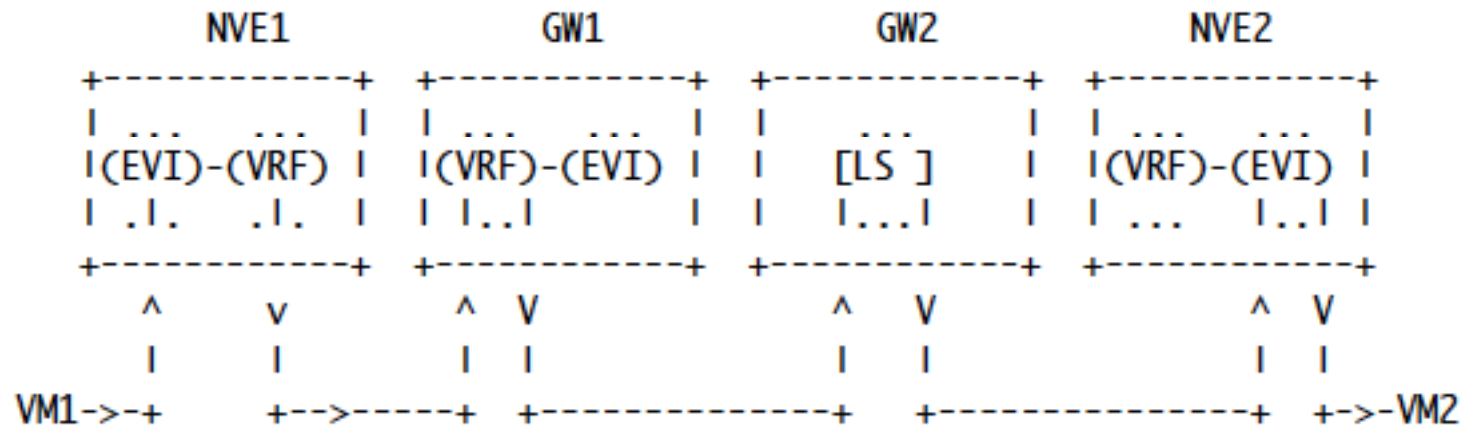 NVE1            GW1             GW2            NVE2
      +------------+  +------------+  +------------+  +------------+
      | ...   ...  |  | ...   ...  |  |    ...     |  | ...   ...  |
      |(EVI)-(VRF) |  |(VRF)-(EVI) |  |   [LS ]    |  |(VRF)-(EVI) |
      | .|.   .|.  |  | |..|       |  |   |...|    |  | ...   |..| |
      +------------+  +------------+  +------------+  +------------+
         ^     v        ^  V              ^   V               ^  V
         |     |        |  |              |   |               |  |
   VM1->-+     +-->-----+  +--------------+   +---------------+  +->-VM2